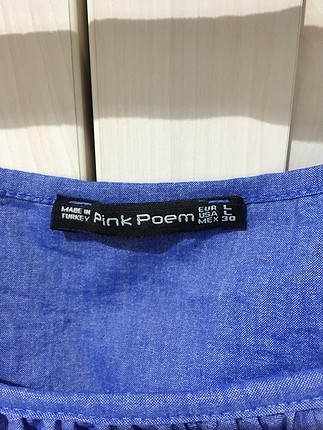 MADE IN
TURKEY
Pink Poem
EUR L
USA L
MEX 30